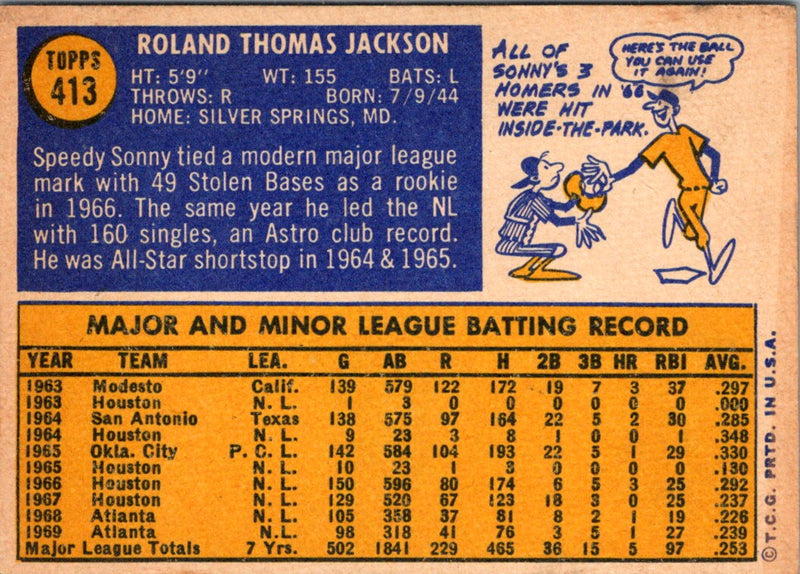 TOPPS
413
ROLAND THOMAS JACKSON
HT: 5'9" WT: 155 BATS: L
THROWS: R BORN: 7/9/44
HOME: SILVER SPRINGS, MD.
Speedy Sonny tied a modern major league
mark with 49 Stolen Bases as a rookie
in 1966. The same year he led the NL
with 160 singles, an Astro club record.
He was All-Star shortstop in 1964 & 1965.
ALL OF
SONNY'S 3
HOMERS IN '66
WERE HIT
INSIDE-THE-PARK.
HERE'S THE BALL
YOU CAN USE
IT AGAIN!
MAJOR AND MINOR LEAGUE BATTING RECORD
YEAR TEAM LEA. G AB R H 2B 3B HR RBI AVG.
1963 Modesto Calif. 139 579 122 172 19 7 3 37 .297
1963 Houston N. L. 1 3 0 0 0 0 0 0 .000
1964 San Antonio Texas 138 575 97 164 22 5 2 30 .285
1964 Houston N. L. 9 23 3 8 1 0 0 1 .348
1965 Okla. City P. C. L. 142 584 104 193 22 5 1 29 .330
1965 Houston N. L. 10 23 1 3 0 0 0 0 .130
1966 Houston N. L. 150 596 80 174 6 5 3 25 .292
1967 Houston N. L. 129 520 67 123 18 3 0 25 .237
1968 Atlanta N. L. 105 358 37 81 8 2 1 19 .226
1969 Atlanta N.L. 98 318 41 76 3 5 1 27 .239
Major League Totals 7 Yrs. 502 1841 229 465 36 15 5 97 .253
© T.C.G. PRTD. IN U.S.A.